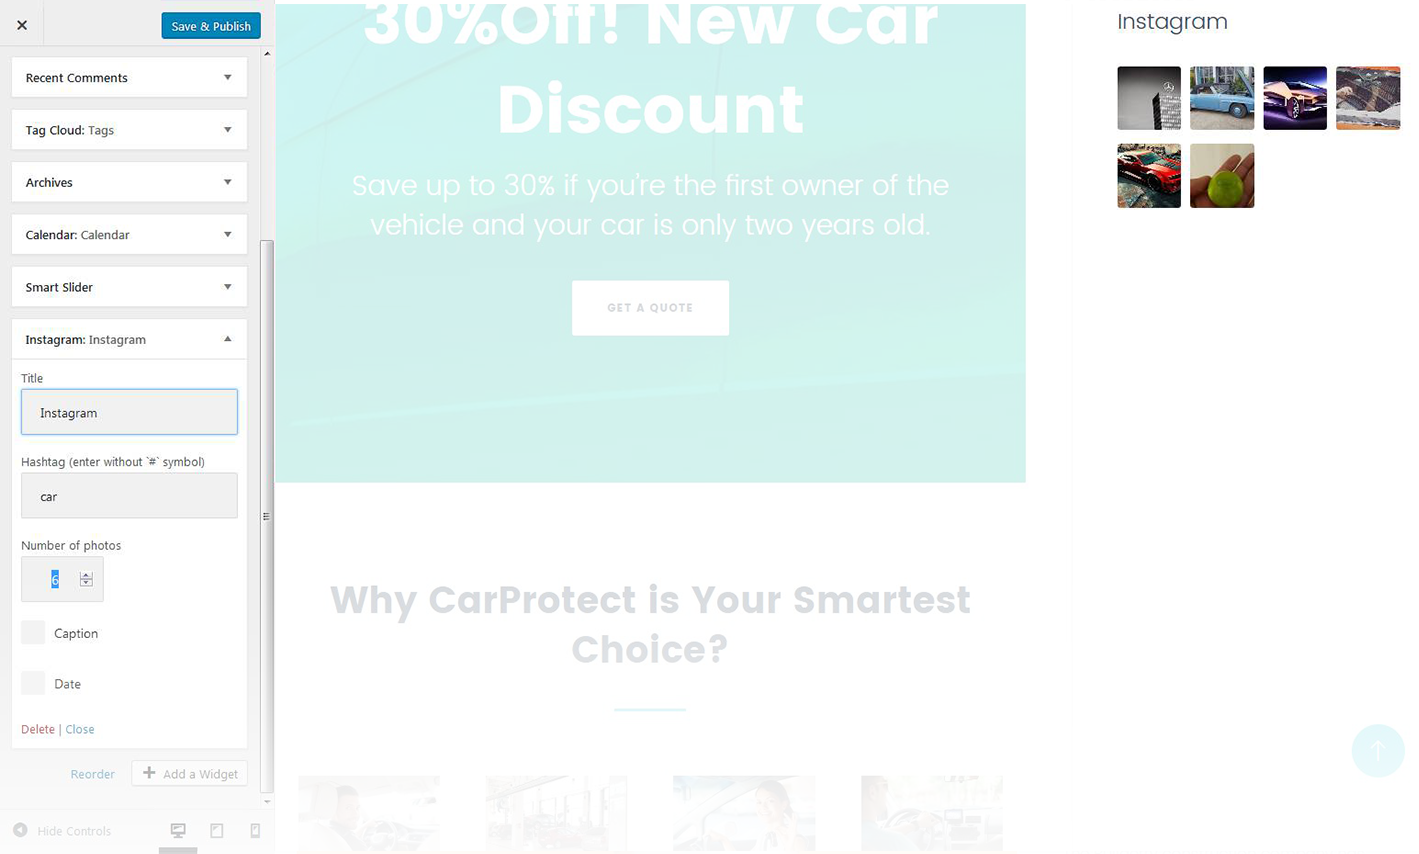 Save & Publish
Recent Comments
Tag Cloud: Tags
Archives
Calendar: Calendar
Smart Slider
Instagram: Instagram
Title
Instagram
Hashtag (enter without `#` symbol)
car
Number of photos
6
Caption
Date
Delete | Close
Reorder
Add a Widget
Hide Controls
30%Off! New Car
Discount
Save up to 30% if you're the first owner of the
vehicle and your car is only two years old.
GET A QUOTE
Why CarProtect is Your Smartest
Choice?
Instagram